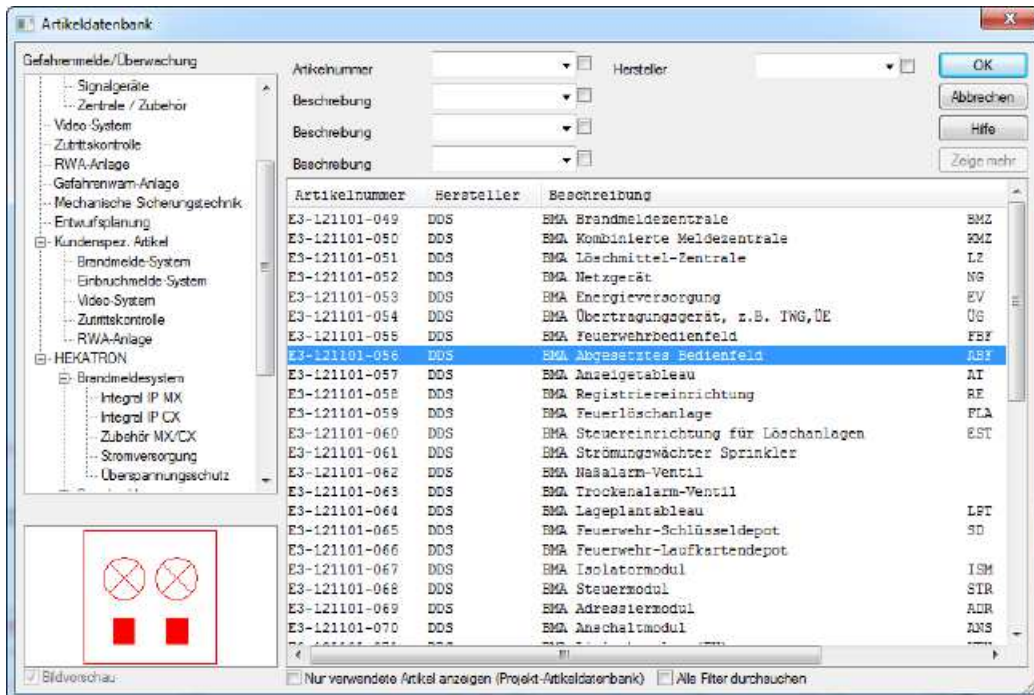 Artikeldatenbank
Gefahrenmelde/Überwachung
Signalgeräte
Zentrale / Zubehör
Video-System
Zutrittskontrolle
RWA-Anlage
Gefahrenwarn-Anlage
Mechanische Sicherungstechnik
Entwurfsplanung
Kundenspez. Artikel
Brandmelde-System
Einbruchmelde-System
Video-System
Zutrittskontrolle
RWA-Anlage
HEKATRON
Brandmeldesystem
Integral IP MX
Integral IP CX
Zubehör MX/CX
Stromversorgung
Überspannungsschutz
Bildvorschau
Artikelnummer
Hersteller
Beschreibung
Beschreibung
Beschreibung
OK
Abbrechen
Hilfe
Zeige mehr
Artikelnummer Hersteller Beschreibung
E3-121101-049 DDS BMA Brandmeldezentrale BMZ
E3-121101-050 DDS BMA Kombinierte Meldezentrale KMZ
E3-121101-051 DDS BMA Löschmittel-Zentrale LZ
E3-121101-052 DDS BMA Netzgerät NG
E3-121101-053 DDS BMA Energieversorgung EV
E3-121101-054 DDS BMA Übertragungsgerät, z.B. TWG,ÜE ÜG
E3-121101-055 DDS BMA Feuerwehrbedienfeld FBF
E3-121101-056 DDS BMA Abgesetztes Bedienfeld ABF
E3-121101-057 DDS BMA Anzeigetableau AT
E3-121101-058 DDS BMA Registriereinrichtung RE
E3-121101-059 DDS BMA Feuerlöschanlage FLA
E3-121101-060 DDS BMA Steuereinrichtung für Löschanlagen EST
E3-121101-061 DDS BMA Strömungswächter Sprinkler
E3-121101-062 DDS BMA Naßalarm-Ventil
E3-121101-063 DDS BMA Trockenalarm-Ventil
E3-121101-064 DDS BMA Lageplantableau LPT
E3-121101-065 DDS BMA Feuerwehr-Schlüsseldepot SD
E3-121101-066 DDS BMA Feuerwehr-Laufkartendepot
E3-121101-067 DDS BMA Isolatormodul ISM
E3-121101-068 DDS BMA Steuermodul STR
E3-121101-069 DDS BMA Adressiermodul ADR
E3-121101-070 DDS BMA Anschaltmodul ANS
Nur verwendete Artikel anzeigen (Projekt-Artikeldatenbank) Alle Filter durchsuchen